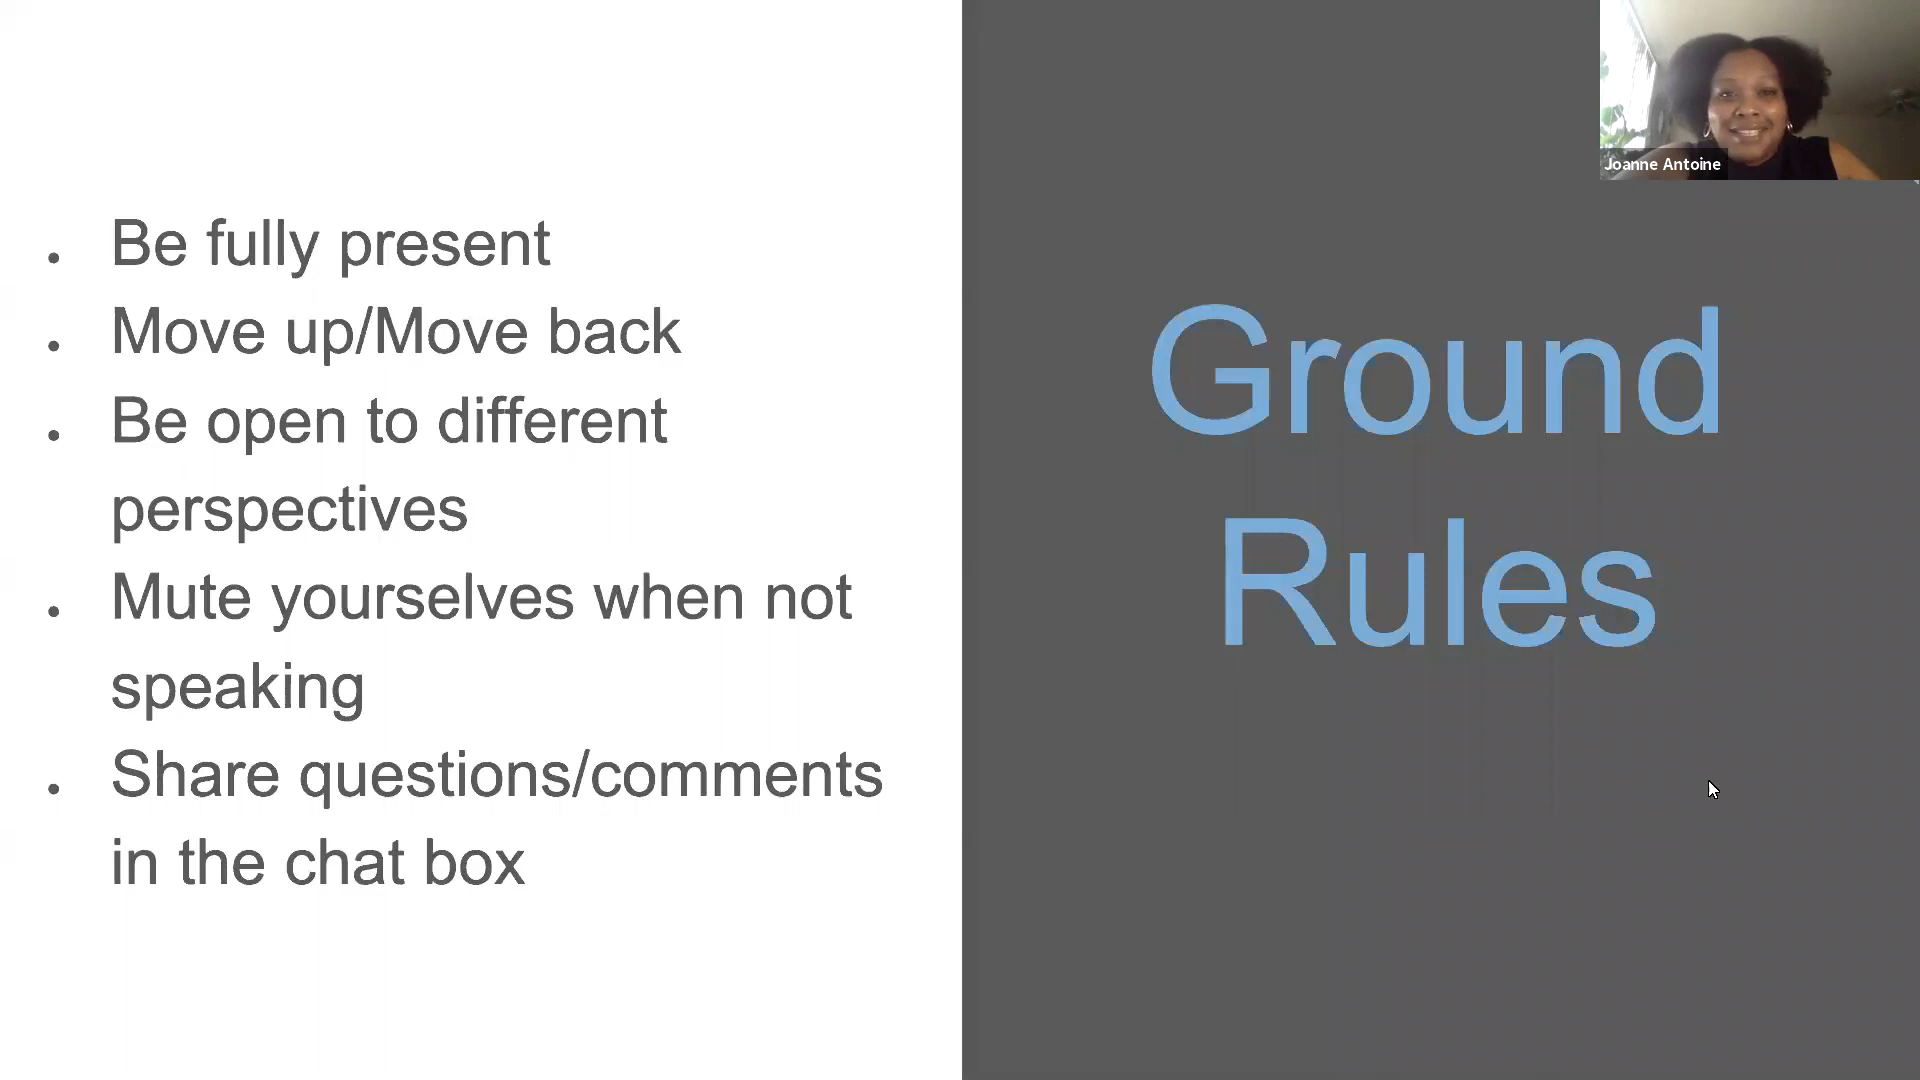 Be fully present
Move up/Move back
Be open to different
perspectives
Mute yourselves when not
speaking
Share questions/comments
in the chat box
Ground
Rules
Joanne Antoine